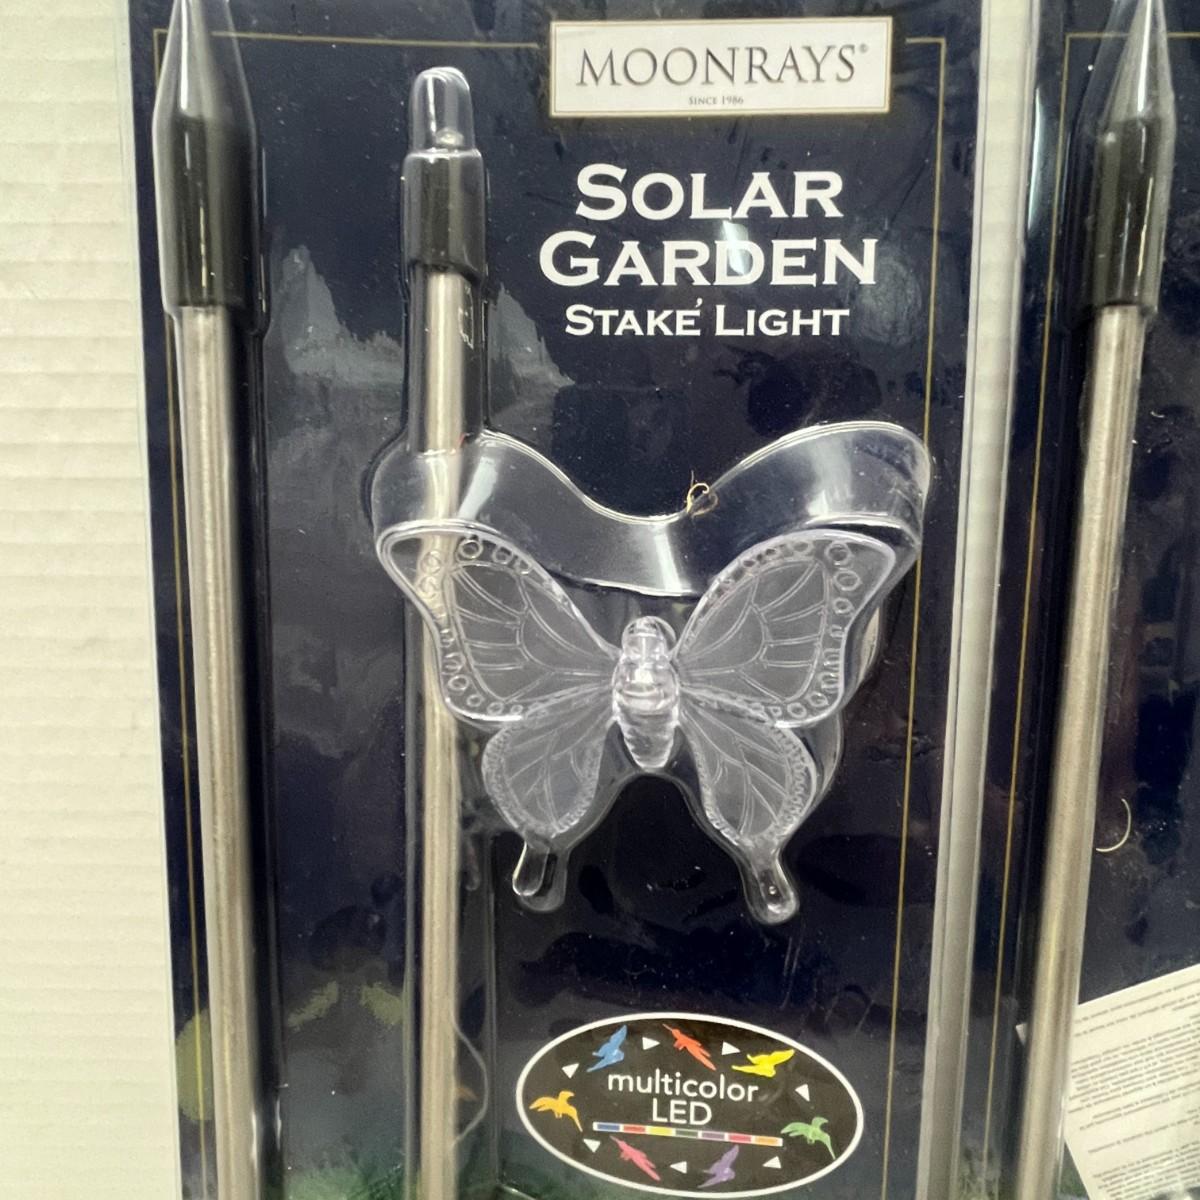 MOONRAYS®
SINCE 1986
SOLAR
GARDEN
STAKE LIGHT
multicolor
LED